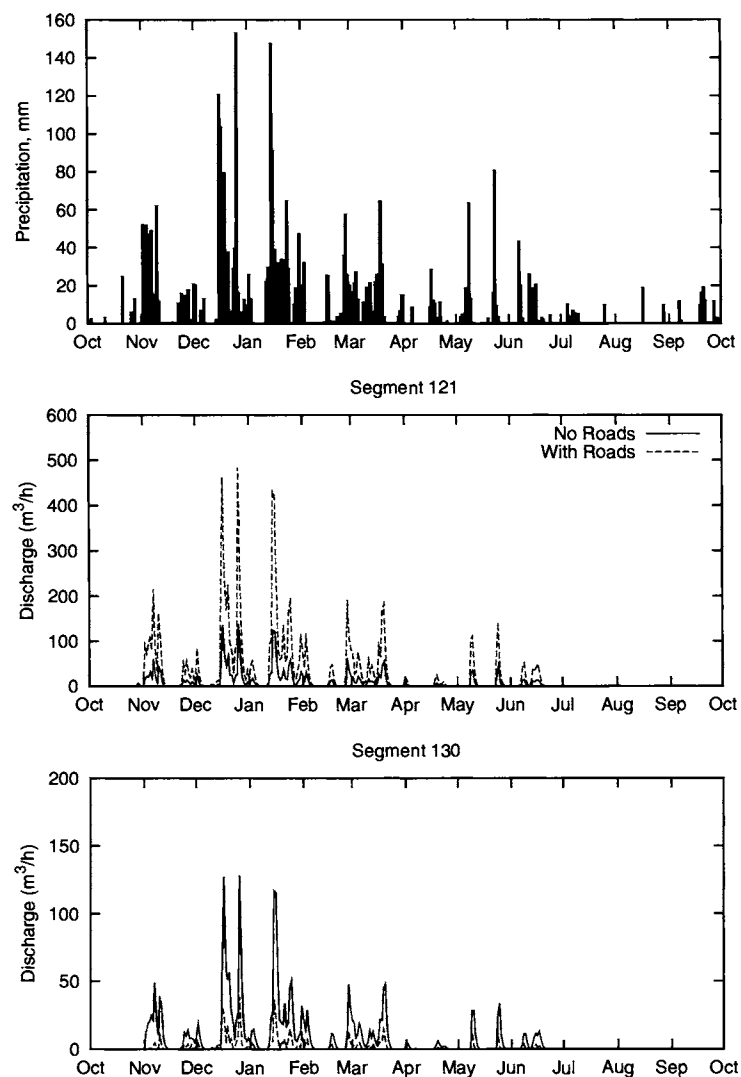 160
140
120
100
80
60
40
20
0
Precipitation, mm
Oct Nov Dec Jan Feb Mar Apr May Jun Jul Aug Sep Oct
Segment 121
600
500
400
300
200
100
0
Discharge (m³/h)
No Roads
With Roads
Oct Nov Dec Jan Feb Mar Apr May Jun Jul Aug Sep Oct
Segment 130
200
150
100
50
0
Discharge (m³/h)
Oct Nov Dec Jan Feb Mar Apr May Jun Jul Aug Sep Oct